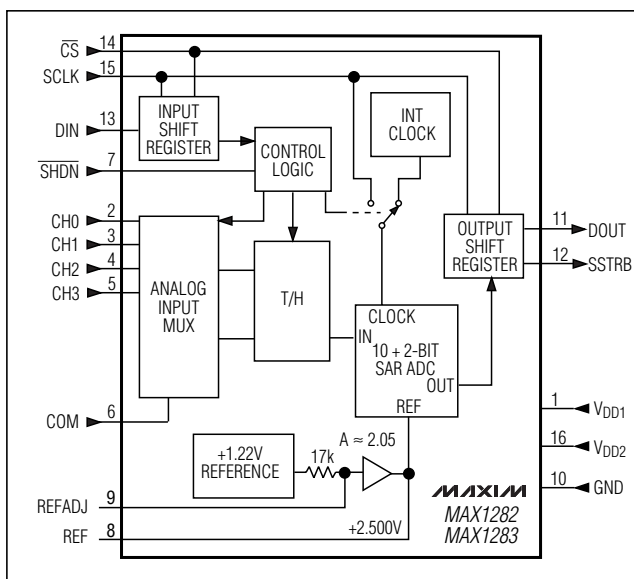 CS
14
SCLK
15
DIN
13
SHDN
7
CH0
2
CH1
3
CH2
4
CH3
5
COM
6
REFADJ
9
REF
8
INPUT
SHIFT
REGISTER
CONTROL
LOGIC
INT
CLOCK
ANALOG
INPUT
MUX
T/H
CLOCK
IN
10 + 2-BIT
SAR ADC
OUT
REF
OUTPUT
SHIFT
REGISTER
11
DOUT
12
SSTRB
+1.22V
REFERENCE
17k
A ≈ 2.05
+2.500V
1
VDD1
16
VDD2
10
GND
MAXIM
MAX1282
MAX1283